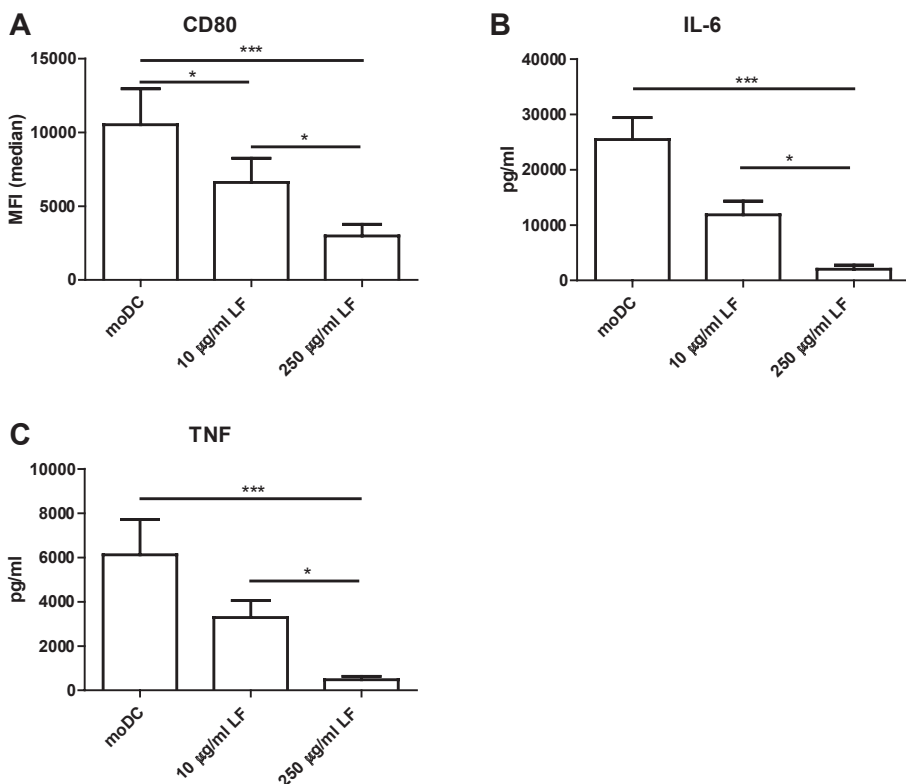 A
CD80
15000
10000
5000
0
MFI (median)
***
*
*
moDC
10 µg/ml LF
250 µg/ml LF
B
IL-6
40000
30000
20000
10000
0
pg/ml
***
*
moDC
10 µg/ml LF
250 µg/ml LF
C
TNF
10000
8000
6000
4000
2000
0
pg/ml
***
*
moDC
10 µg/ml LF
250 µg/ml LF